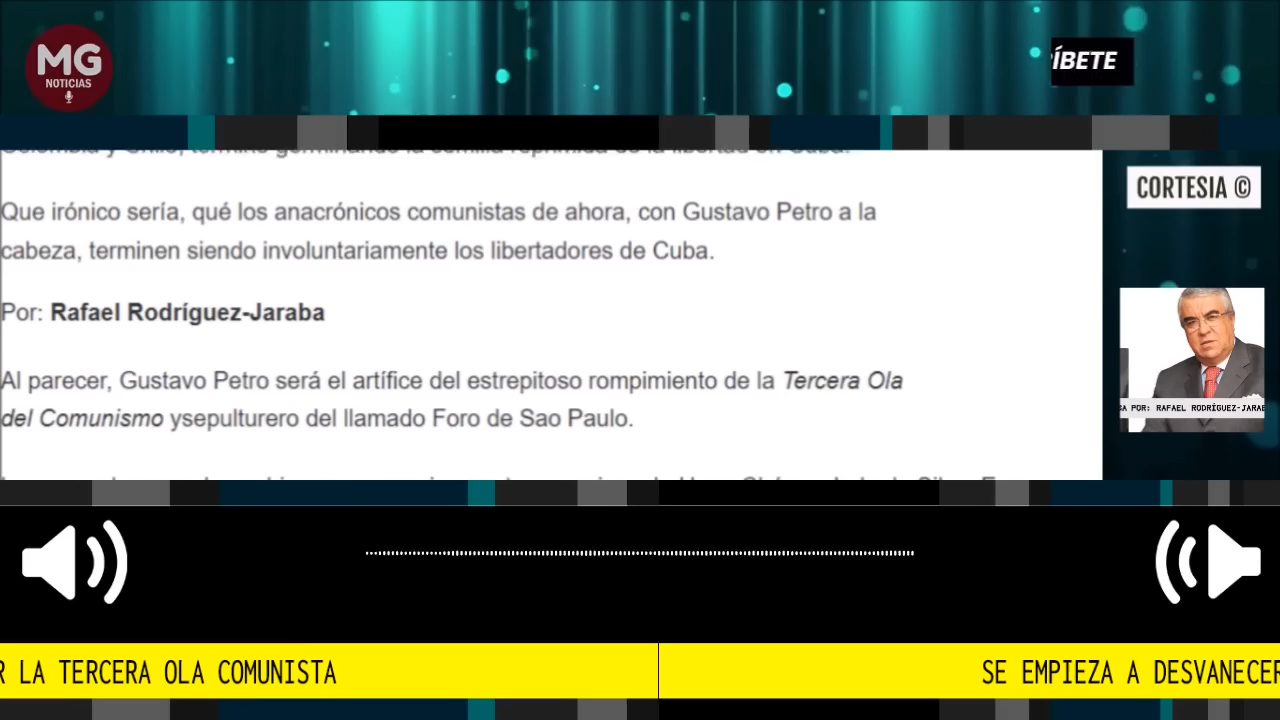 MG
NOTICIAS
ÍBETE
CORTESIA ©
Que irónico sería, qué los anacrónicos comunistas de ahora, con Gustavo Petro a la
cabeza, terminen siendo involuntariamente los libertadores de Cuba.
Por: Rafael Rodríguez-Jaraba
Al parecer, Gustavo Petro será el artífice del estrepitoso rompimiento de la Tercera Ola
del Comunismo ysepulturero del llamado Foro de Sao Paulo.
POR: RAFAEL RODRÍGUEZ-JARAB
R LA TERCERA OLA COMUNISTA
SE EMPIEZA A DESVANECER